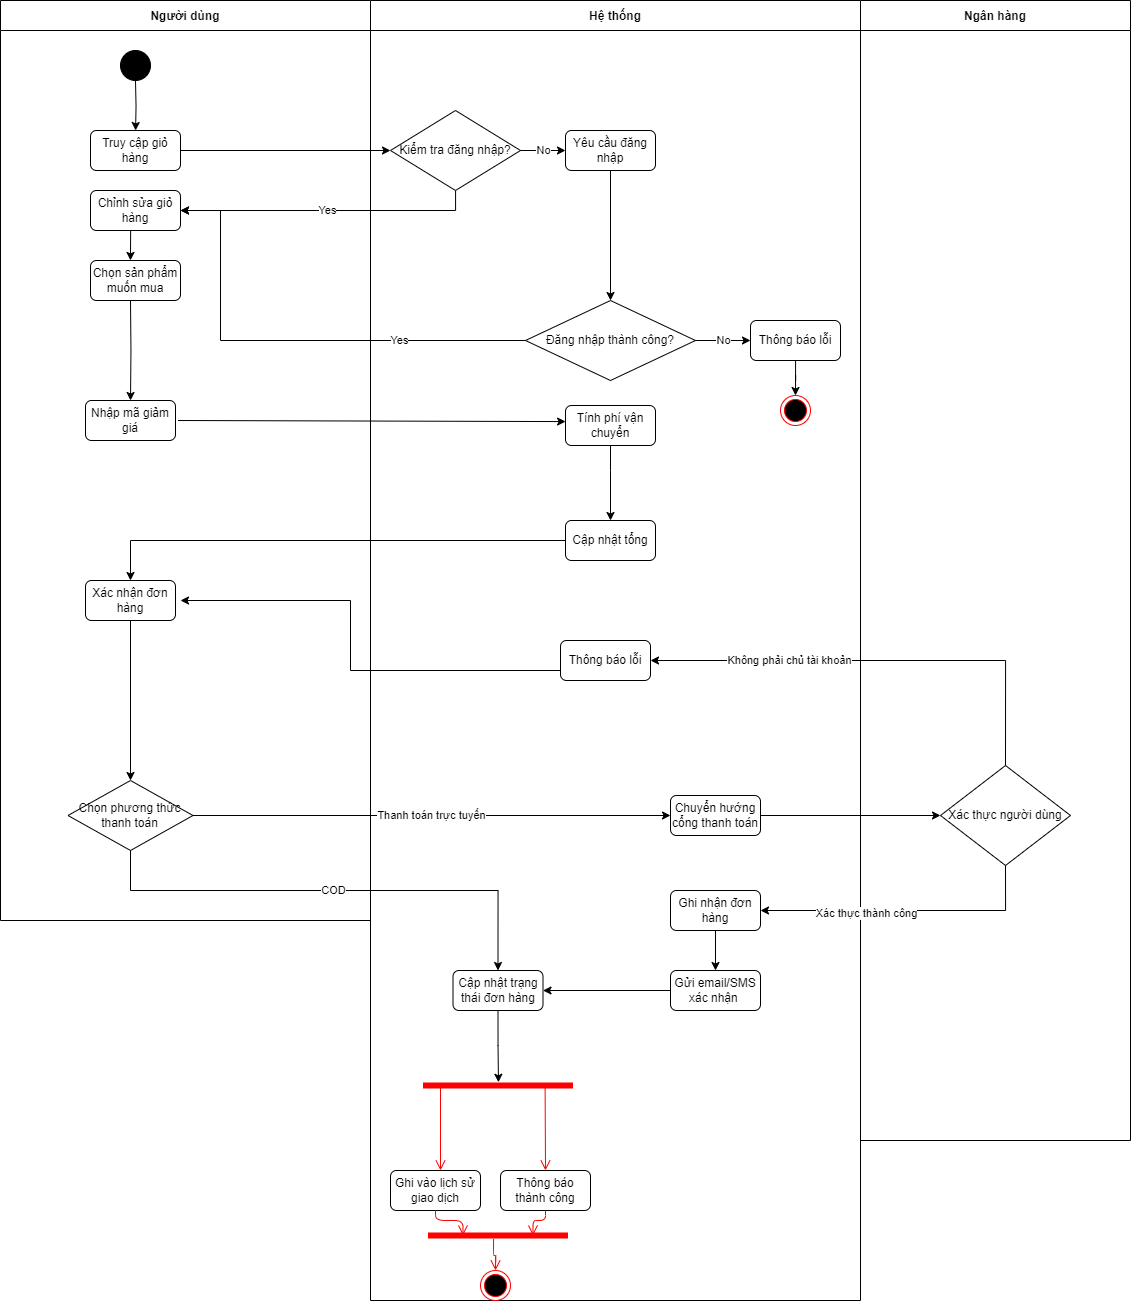 Người dùng
Hệ thống
Ngân hàng
Truy cập giỏ
hàng
Kiểm tra đăng nhập?
No
Yêu cầu đăng
nhập
Chỉnh sửa giỏ
hàng
Yes
Chọn sản phẩm
muốn mua
Yes
Đăng nhập thành công?
No
Thông báo lỗi
Nhập mã giảm
giá
Tính phí vận
chuyển
Cập nhật tổng
Xác nhận đơn
hàng
Thông báo lỗi
Không phải chủ tài khoản
Chọn phương thức
thanh toán
Thanh toán trực tuyến
Chuyển hướng
cổng thanh toán
Xác thực người dùng
COD
Ghi nhận đơn
hàng
Xác thực thành công
Cập nhật trạng
thái đơn hàng
Gửi email/SMS
xác nhận
Ghi vào lịch sử
giao dịch
Thông báo
thành công